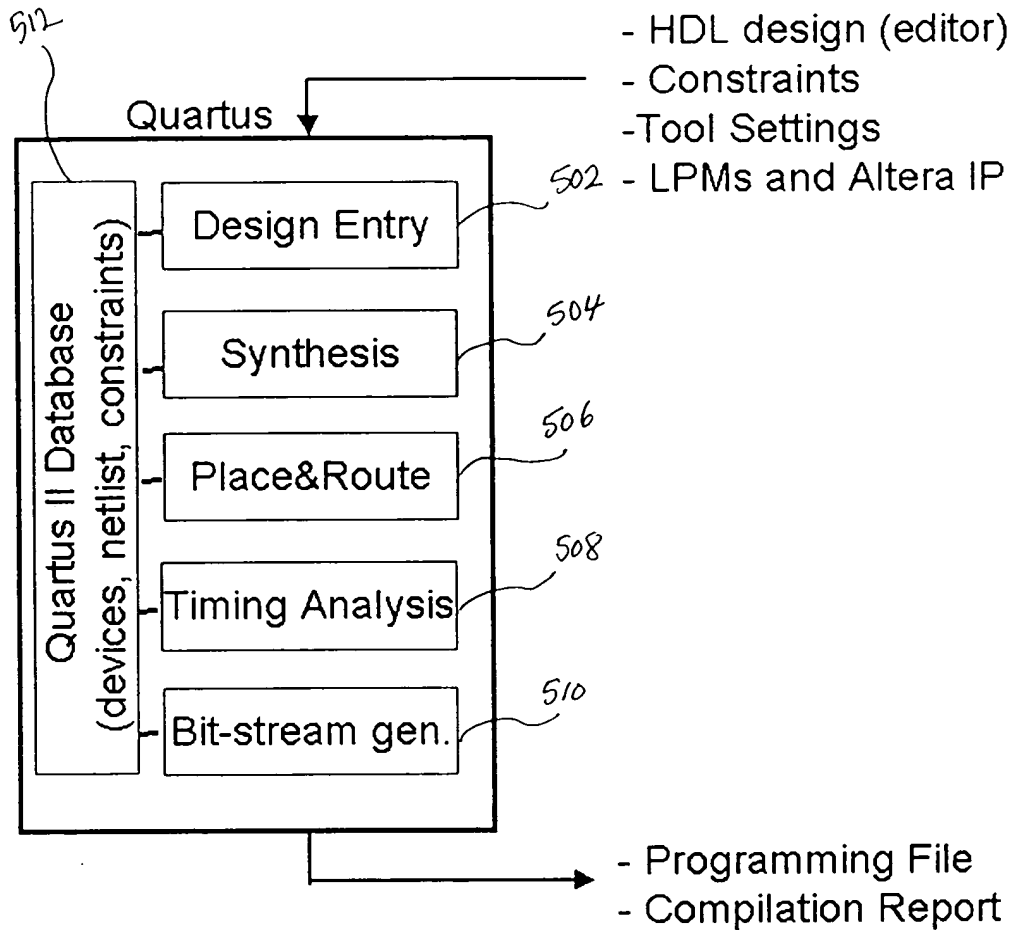 512
- HDL design (editor)
- Constraints
-Tool Settings
- LPMs and Altera IP
Quartus
Quartus II Database
(devices, netlist, constraints)
Design Entry
502
Synthesis
504
Place&Route
506
Timing Analysis
508
Bit-stream gen.
510
- Programming File
- Compilation Report